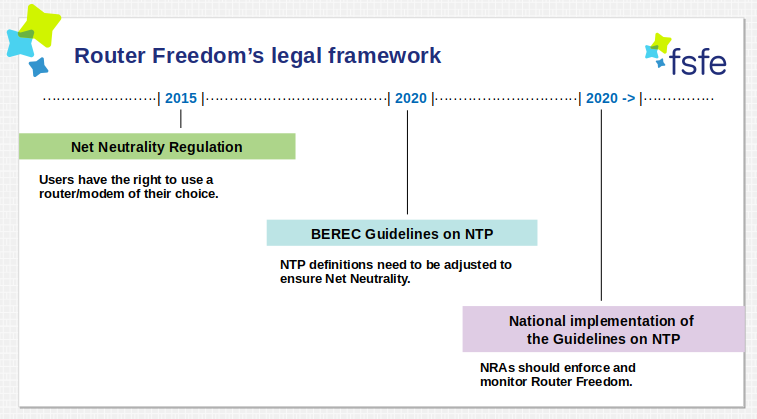 Router Freedom's legal framework
fsfe
| 2015 | | 2020 | | 2020 -> |
Net Neutrality Regulation
Users have the right to use a
router/modem of their choice.
BEREC Guidelines on NTP
NTP definitions need to be adjusted to
ensure Net Neutrality.
National implementation of
the Guidelines on NTP
NRAs should enforce and
monitor Router Freedom.